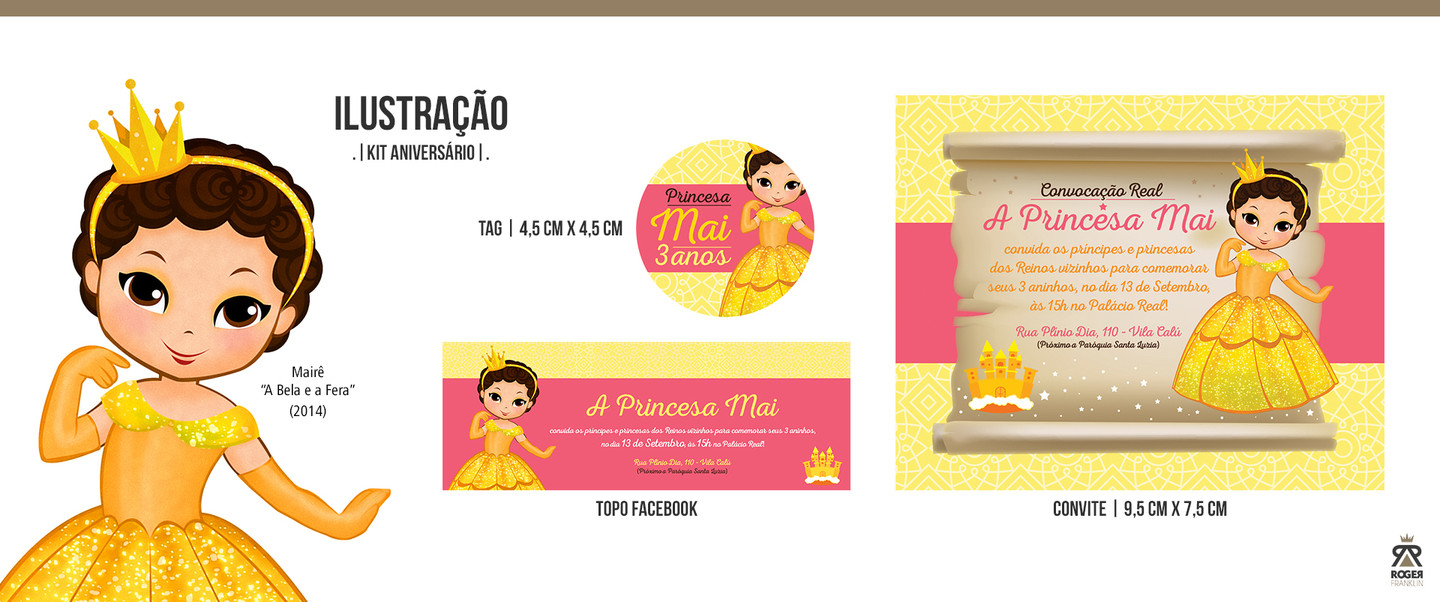 ILUSTRAÇÃO
. | KIT ANIVERSÁRIO | .
Mairê
“A Bela e a Fera”
(2014)
TAG | 4,5 CM X 4,5 CM
Princesa
Mai
3 anos
A Princesa Mai
convida os príncipes e princesas dos Reinos vizinhos para comemorar seus 3 aninhos,
no dia 13 de Setembro, às 15h no Palácio Real!
Rua Plínio Dia, 110 - Vila Calú
(Próximo a Paróquia Santa Luzia)
TOPO FACEBOOK
Convocação Real
A Princesa Mai
convida os príncipes e princesas
dos Reinos vizinhos para comemorar
seus 3 aninhos, no dia 13 de Setembro,
às 15h no Palácio Real!
Rua Plínio Dia, 110 - Vila Calú
(Próximo a Paróquia Santa Luzia)
CONVITE | 9,5 CM X 7,5 CM
ROGER
FRANKLIN